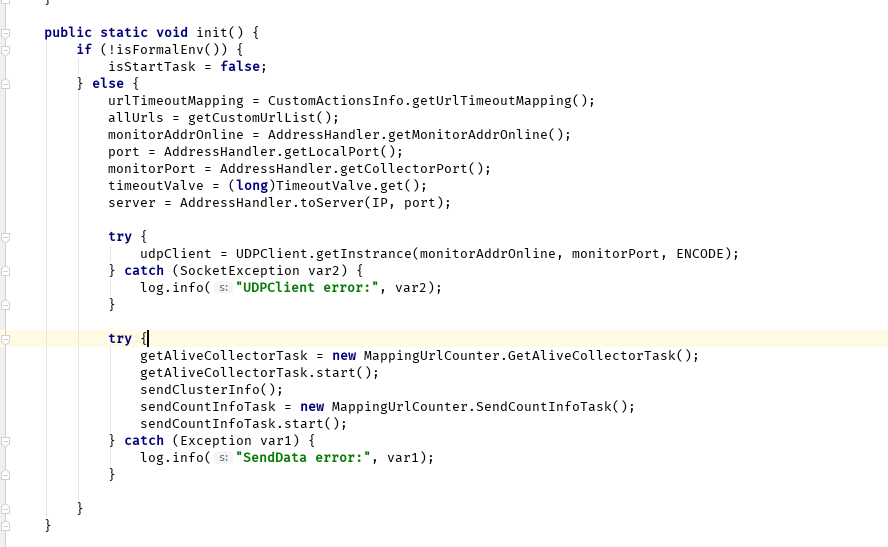 }
public static void init() {
if (!isFormalEnv()) {
isStartTask = false;
} else {
urlTimeoutMapping = CustomActionsInfo.getUrlTimeoutMapping();
allUrls = getCustomUrlList();
monitorAddrOnline = AddressHandler.getMonitorAddrOnline();
port = AddressHandler.getLocalPort();
monitorPort = AddressHandler.getCollectorPort();
timeoutValve = (long)TimeoutValve.get();
server = AddressHandler.toServer(IP, port);
try {
udpClient = UDPClient.getInstrance(monitorAddrOnline, monitorPort, ENCODE);
} catch (SocketException var2) {
log.info( s: "UDPClient error:", var2);
}
try {
getAliveCollectorTask = new MappingUrlCounter.GetAliveCollectorTask();
getAliveCollectorTask.start();
sendClusterInfo();
sendCountInfoTask = new MappingUrlCounter.SendCountInfoTask();
sendCountInfoTask.start();
} catch (Exception var1) {
log.info( s: "SendData error:", var1);
}
}
}